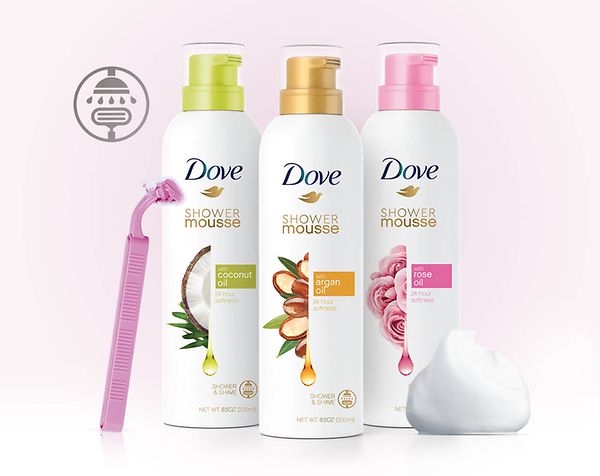 Dove
SHOWER
mousse
with
coconut
oil
24 hour
softness
SHOWER
& SHAVE
NET WT. 6.5OZ (200ml)
Dove
SHOWER
mousse
with
argan
oil
24 hour
softness
SHOWER
& SHAVE
NET WT. 6.5OZ (200ml)
Dove
SHOWER
mousse
with
rose
oil
24 hour
softness